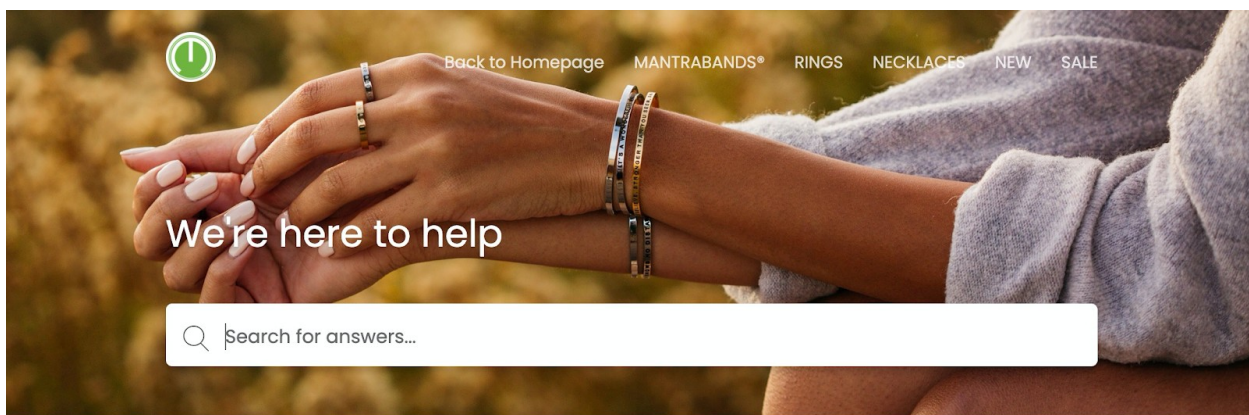 Back to Homepage MANTRABANDS® RINGS NECKLACES NEW SALE
We're here to help
Search for answers...